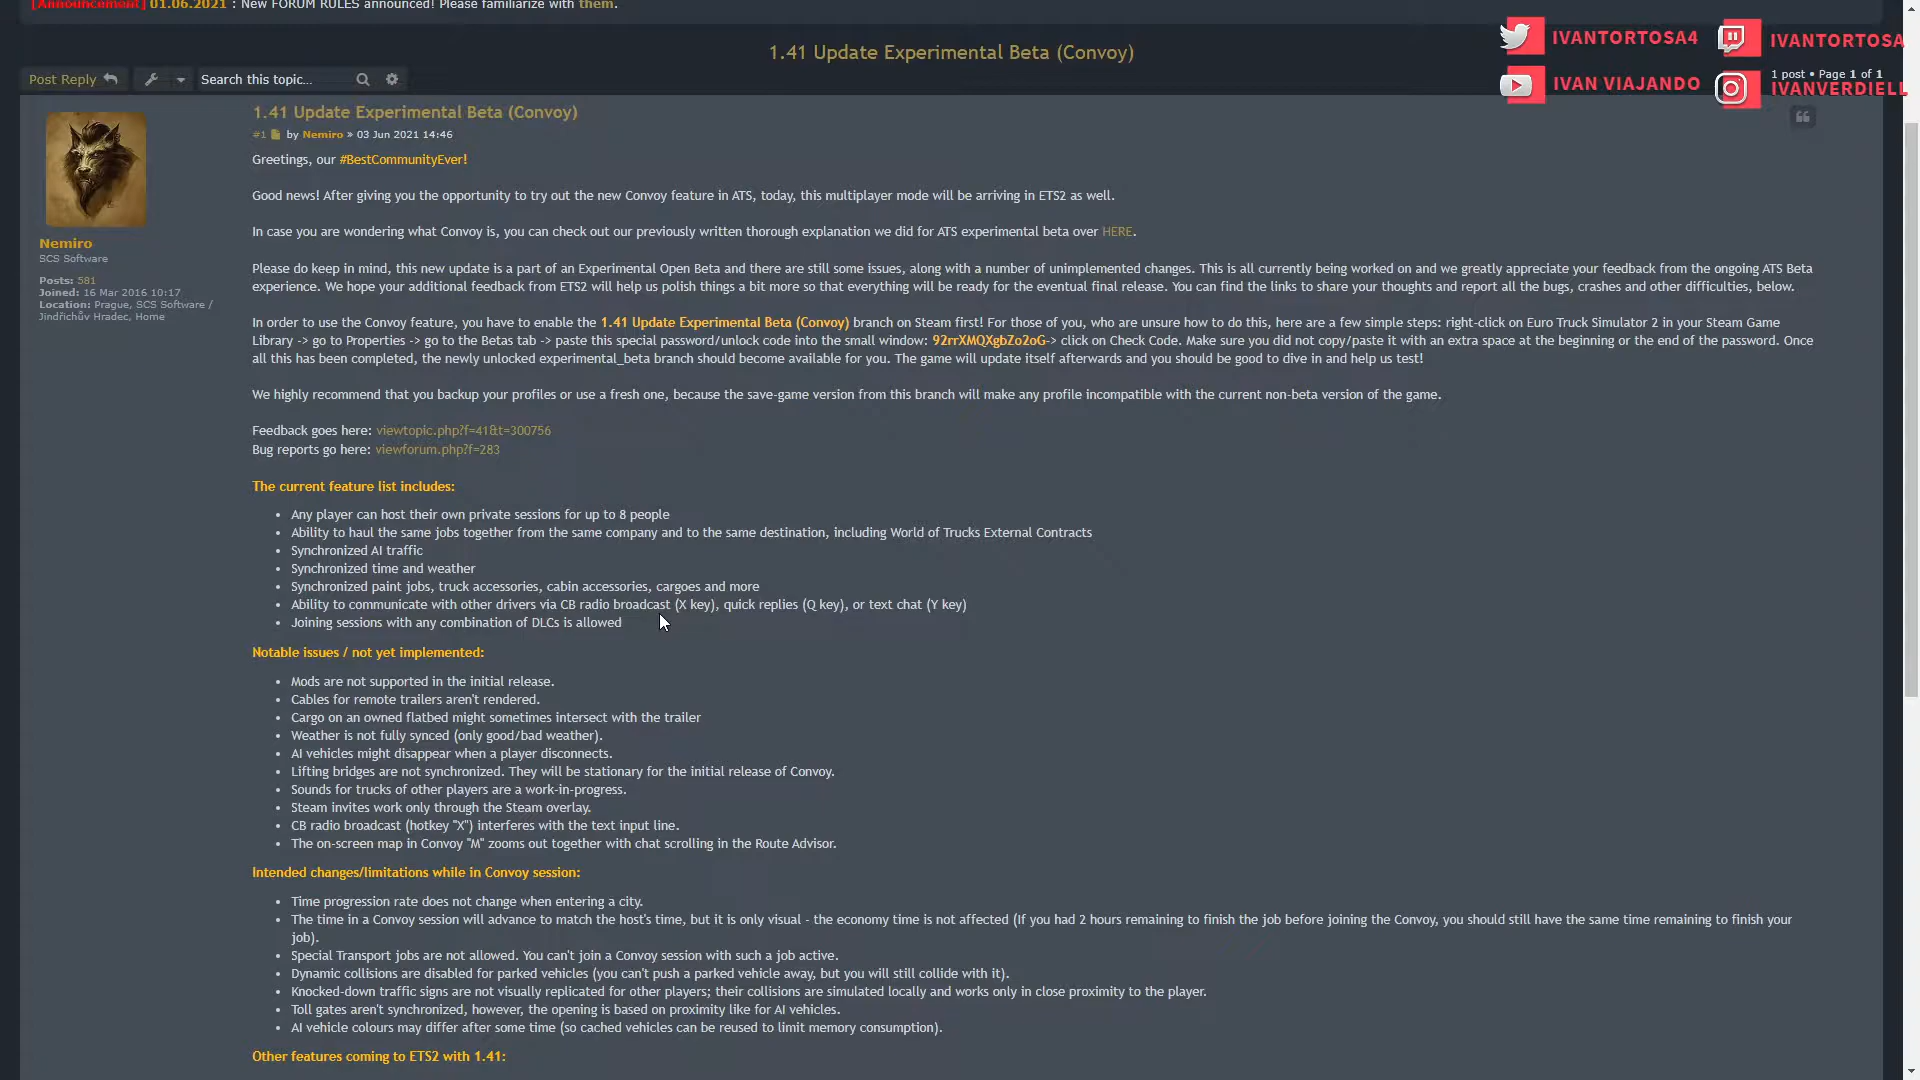 [Announcement] 01.06.2021 : New FORUM RULES announced! Please familiarize with them.
IVANTORTOSA4
IVANTORTOSA
IVAN VIAJANDO
IVANVERDIELL
1.41 Update Experimental Beta (Convoy)
Post Reply
Search this topic...
1 post • Page 1 of 1
Nemiro
SCS Software
Posts: 581
Joined: 16 Mar 2016 10:17
Location: Prague, SCS Software /
Jindřichův Hradec, Home
1.41 Update Experimental Beta (Convoy)
#1 by Nemiro » 03 Jun 2021 14:46
Greetings, our #BestCommunityEver!
Good news! After giving you the opportunity to try out the new Convoy feature in ATS, today, this multiplayer mode will be arriving in ETS2 as well.
In case you are wondering what Convoy is, you can check out our previously written thorough explanation we did for ATS experimental beta over HERE.
Please do keep in mind, this new update is a part of an Experimental Open Beta and there are still some issues, along with a number of unimplemented changes. This is all currently being worked on and we greatly appreciate your feedback from the ongoing ATS Beta
experience. We hope your additional feedback from ETS2 will help us polish things a bit more so that everything will be ready for the eventual final release. You can find the links to share your thoughts and report all the bugs, crashes and other difficulties, below.
In order to use the Convoy feature, you have to enable the 1.41 Update Experimental Beta (Convoy) branch on Steam first! For those of you, who are unsure how to do this, here are a few simple steps: right-click on Euro Truck Simulator 2 in your Steam Game
Library -> go to Properties -> go to the Betas tab -> paste this special password/unlock code into the small window: 92rrXMQXgbZo2oG-> click on Check Code. Make sure you did not copy/paste it with an extra space at the beginning or the end of the password. Once
all this has been completed, the newly unlocked experimental_beta branch should become available for you. The game will update itself afterwards and you should be good to dive in and help us test!
We highly recommend that you backup your profiles or use a fresh one, because the save-game version from this branch will make any profile incompatible with the current non-beta version of the game.
Feedback goes here: viewtopic.php?f=41&t=300756
Bug reports go here: viewforum.php?f=283
The current feature list includes:
• Any player can host their own private sessions for up to 8 people
• Ability to haul the same jobs together from the same company and to the same destination, including World of Trucks External Contracts
• Synchronized AI traffic
• Synchronized time and weather
• Synchronized paint jobs, truck accessories, cabin accessories, cargoes and more
• Ability to communicate with other drivers via CB radio broadcast (X key), quick replies (Q key), or text chat (Y key)
• Joining sessions with any combination of DLCs is allowed
Notable issues / not yet implemented:
• Mods are not supported in the initial release.
• Cables for remote trailers aren't rendered.
• Cargo on an owned flatbed might sometimes intersect with the trailer
• Weather is not fully synced (only good/bad weather).
• AI vehicles might disappear when a player disconnects.
• Lifting bridges are not synchronized. They will be stationary for the initial release of Convoy.
• Sounds for trucks of other players are a work-in-progress.
• Steam invites work only through the Steam overlay.
• CB radio broadcast (hotkey "X") interferes with the text input line.
• The on-screen map in Convoy "M" zooms out together with chat scrolling in the Route Advisor.
Intended changes/limitations while in Convoy session:
• Time progression rate does not change when entering a city.
• The time in a Convoy session will advance to match the host's time, but it is only visual - the economy time is not affected (If you had 2 hours remaining to finish the job before joining the Convoy, you should still have the same time remaining to finish your
job).
• Special Transport jobs are not allowed. You can't join a Convoy session with such a job active.
• Dynamic collisions are disabled for parked vehicles (you can't push a parked vehicle away, but you will still collide with it).
• Knocked-down traffic signs are not visually replicated for other players; their collisions are simulated locally and works only in close proximity to the player.
• Toll gates aren't synchronized, however, the opening is based on proximity like for AI vehicles.
• AI vehicle colours may differ after some time (so cached vehicles can be reused to limit memory consumption).
Other features coming to ETS2 with 1.41: